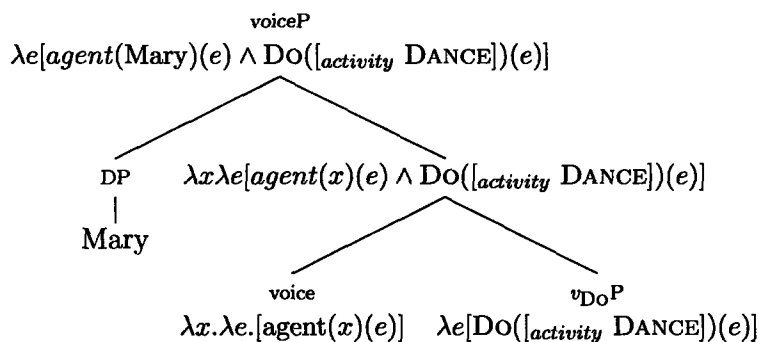 voiceP
λe[agent(Mary)(e) ∧ DO([activity DANCE])(e)]
DP λxλe[agent(x)(e) ∧ DO([activity DANCE])(e)]
Mary
voice vDOP
λx.λe.[agent(x)(e)] λe[DO([activity DANCE])(e)]